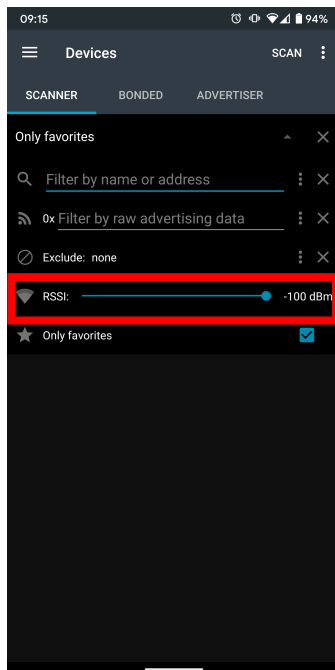 09:15 94%
Devices SCAN
SCANNER BONDED ADVERTISER
Only favorites
Filter by name or address
0x Filter by raw advertising data
Exclude: none
RSSI: -100 dBm
Only favorites